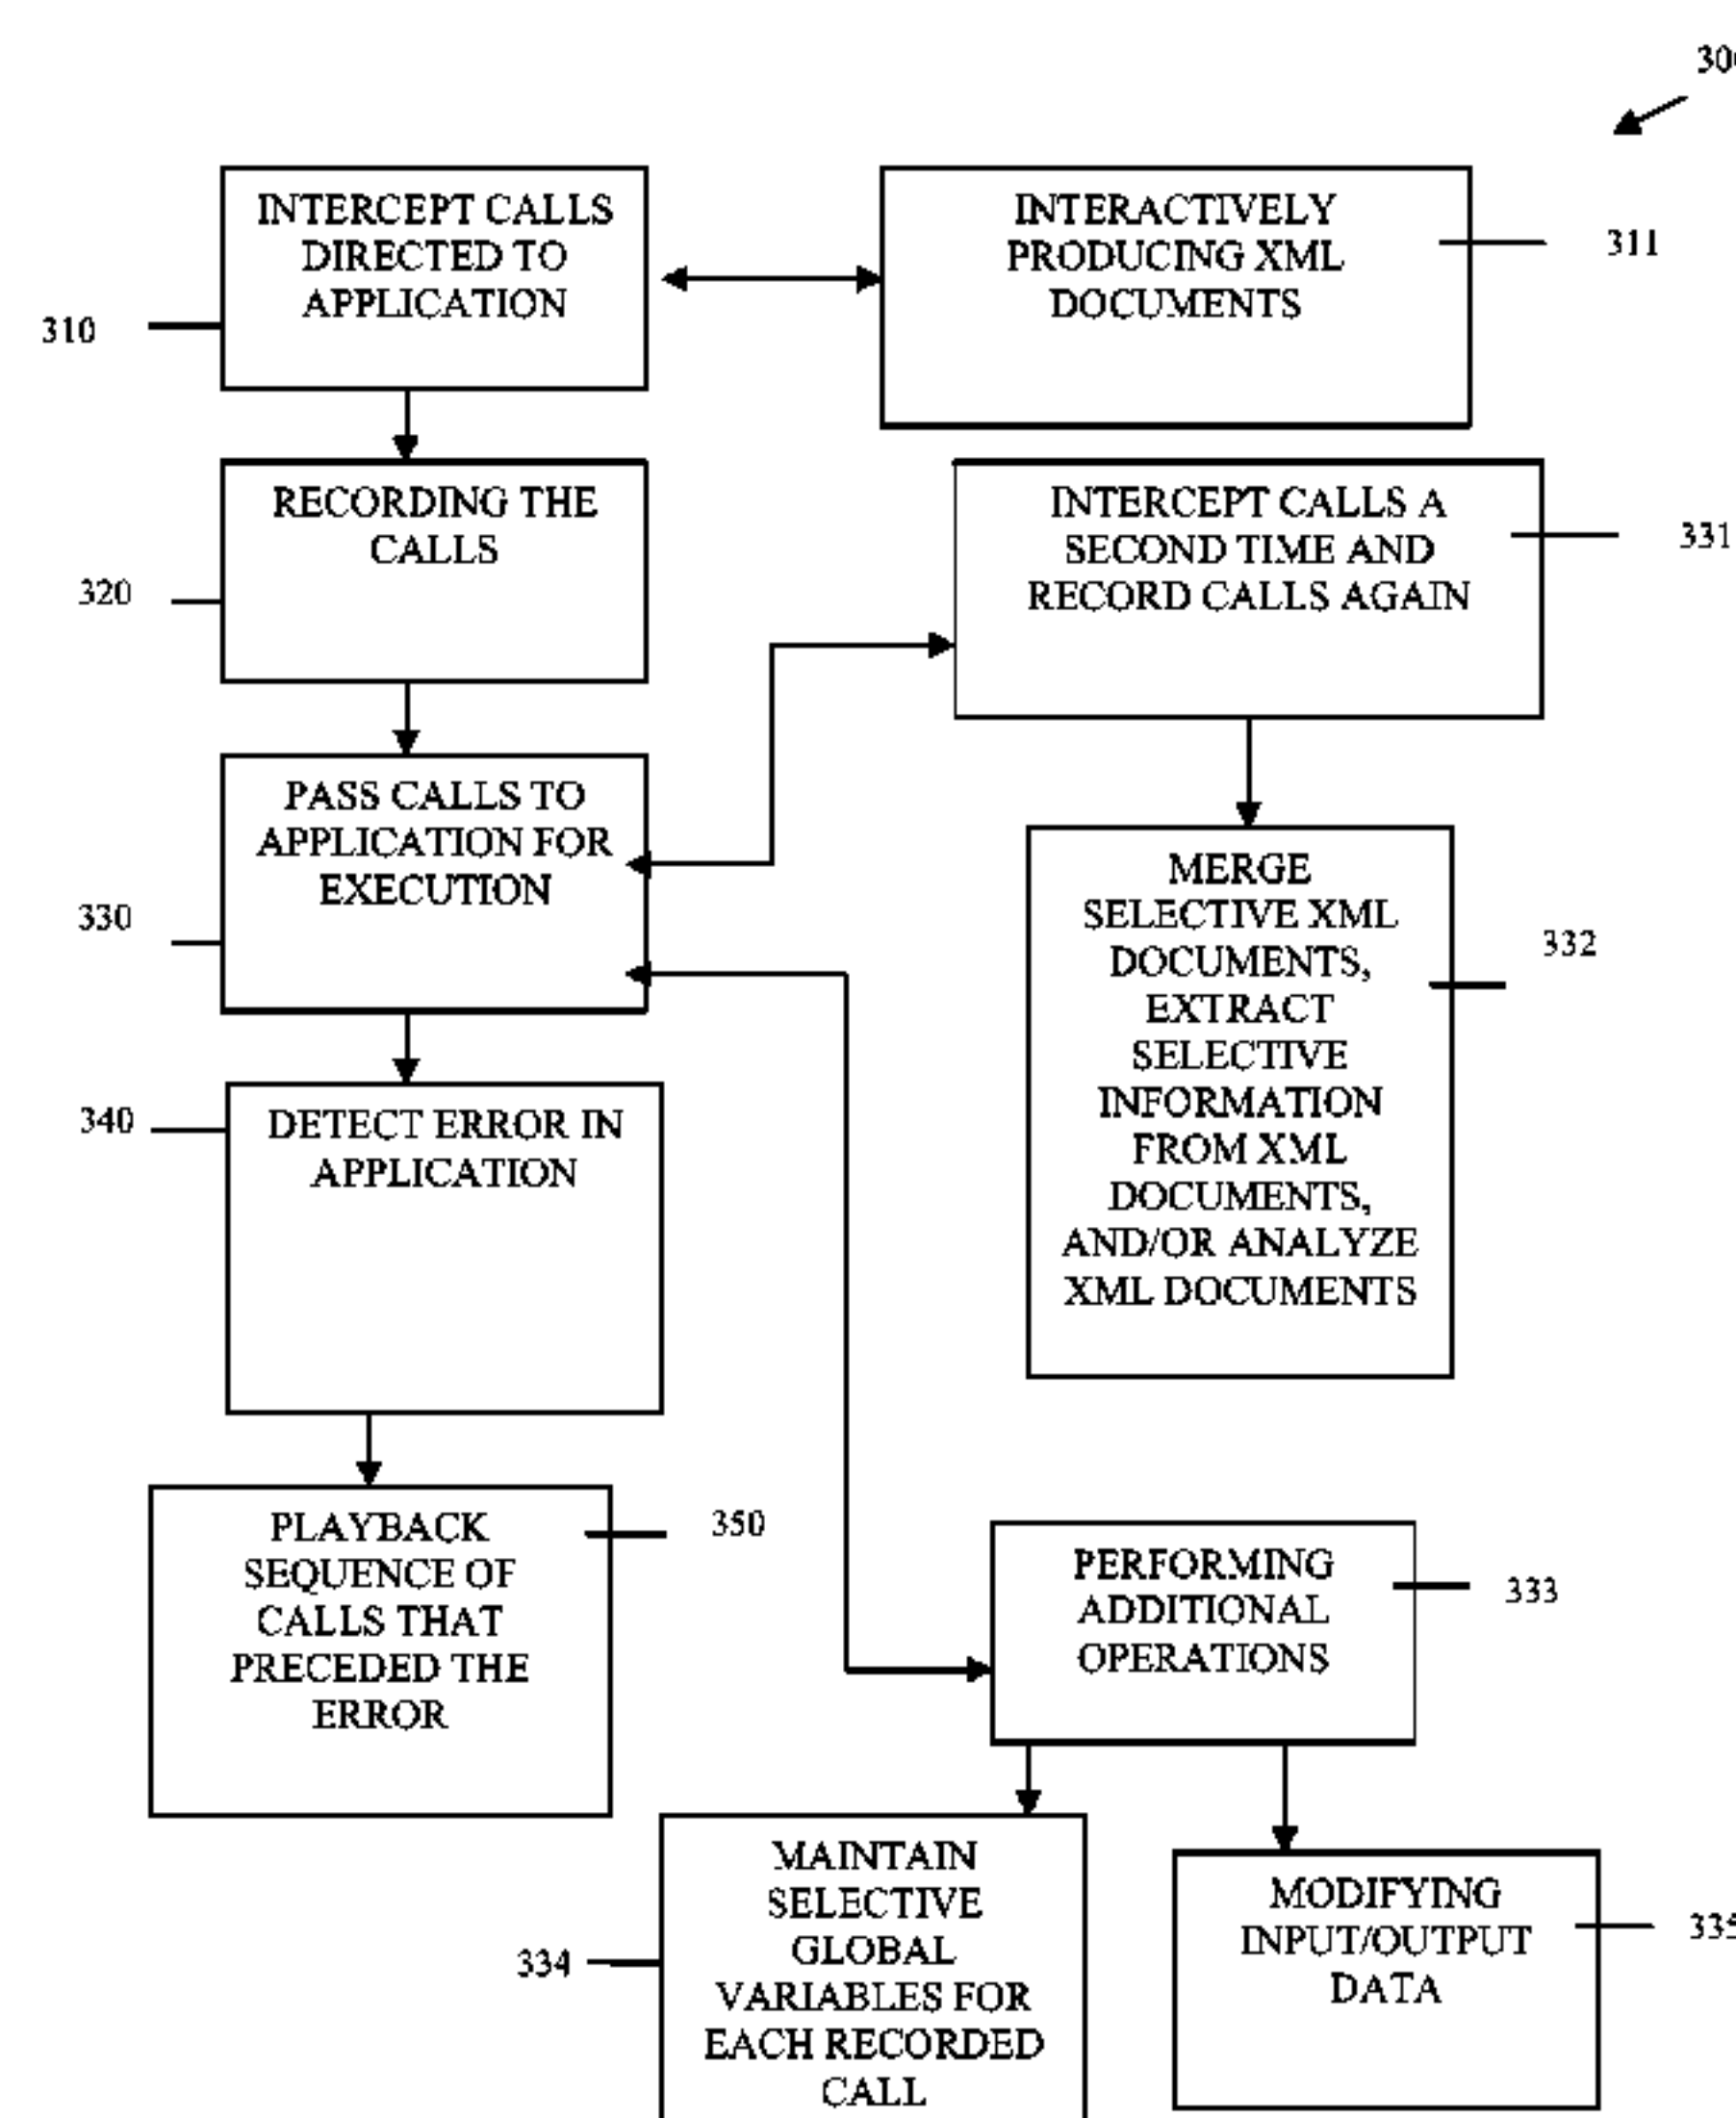 300
INTERCEPT CALLS
DIRECTED TO
APPLICATION
310
INTERACTIVELY
PRODUCING XML
DOCUMENTS
311
RECORDING THE
CALLS
320
INTERCEPT CALLS A
SECOND TIME AND
RECORD CALLS AGAIN
331
PASS CALLS TO
APPLICATION FOR
EXECUTION
330
MERGE
SELECTIVE XML
DOCUMENTS,
EXTRACT
SELECTIVE
INFORMATION
FROM XML
DOCUMENTS,
AND/OR ANALYZE
XML DOCUMENTS
332
340
DETECT ERROR IN
APPLICATION
PLAYBACK
SEQUENCE OF
CALLS THAT
PRECEDED THE
ERROR
350
PERFORMING
ADDITIONAL
OPERATIONS
333
MAINTAIN
SELECTIVE
GLOBAL
VARIABLES FOR
EACH RECORDED
CALL
334
MODIFYING
INPUT/OUTPUT
DATA
335